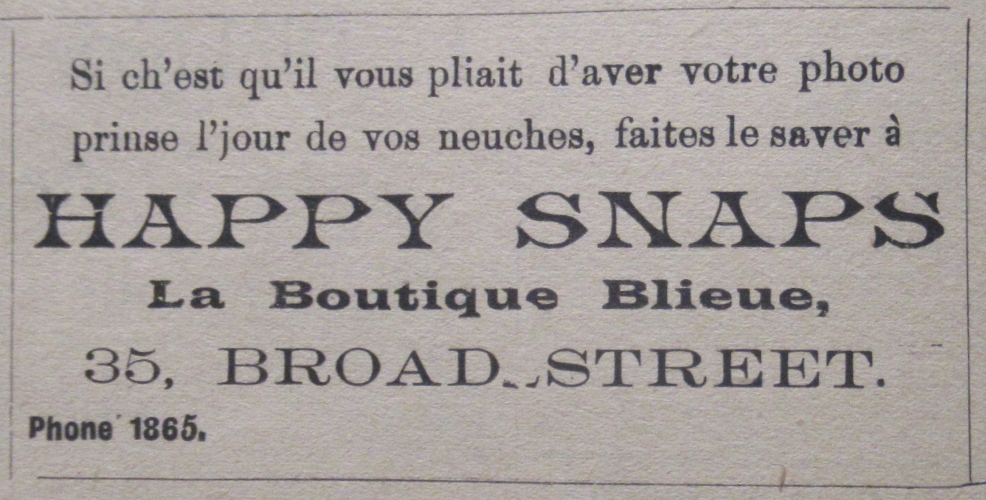 Si ch'est qu'il vous pliait d'aver votre photo
prinse l'jour de vos neuches, faites le saver à
HAPPY SNAPS
La Boutique Blieue,
35, BROAD STREET.
Phone 1865.